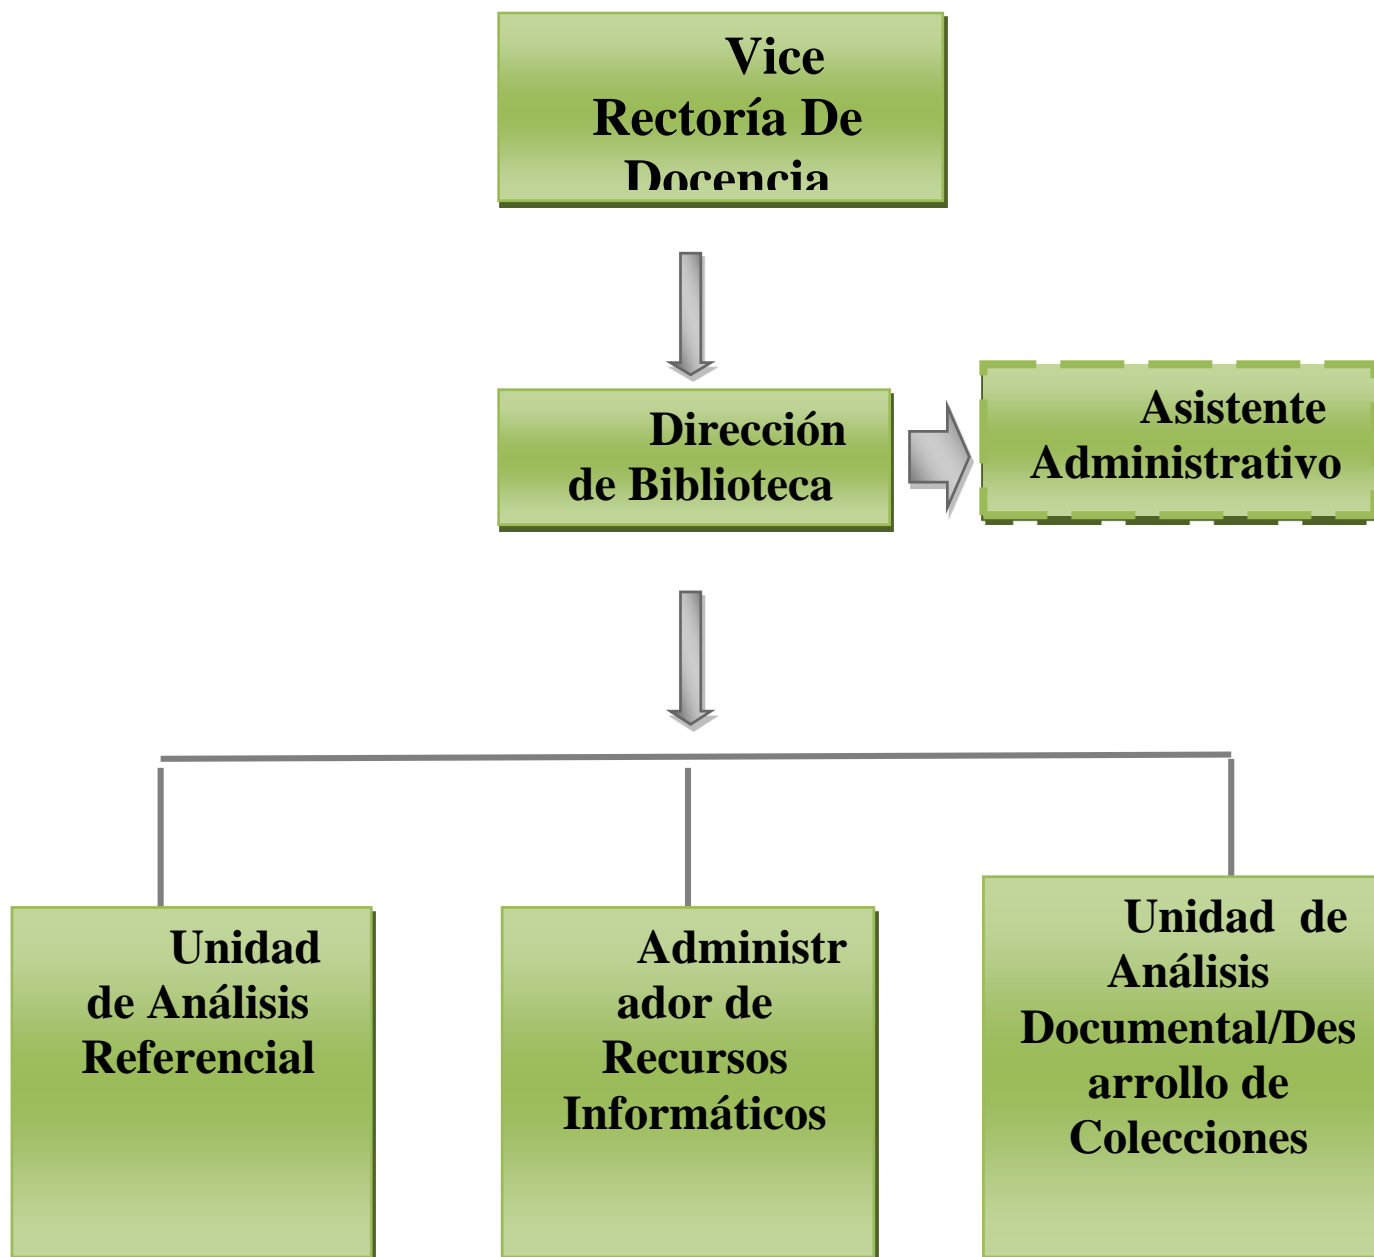 Vice
Rectoría De
Docencia
Dirección
de Biblioteca
Asistente
Administrativo
Unidad
de Análisis
Referencial
Administr
ador de
Recursos
Informáticos
Unidad de
Análisis
Documental/Des
arrollo de
Colecciones